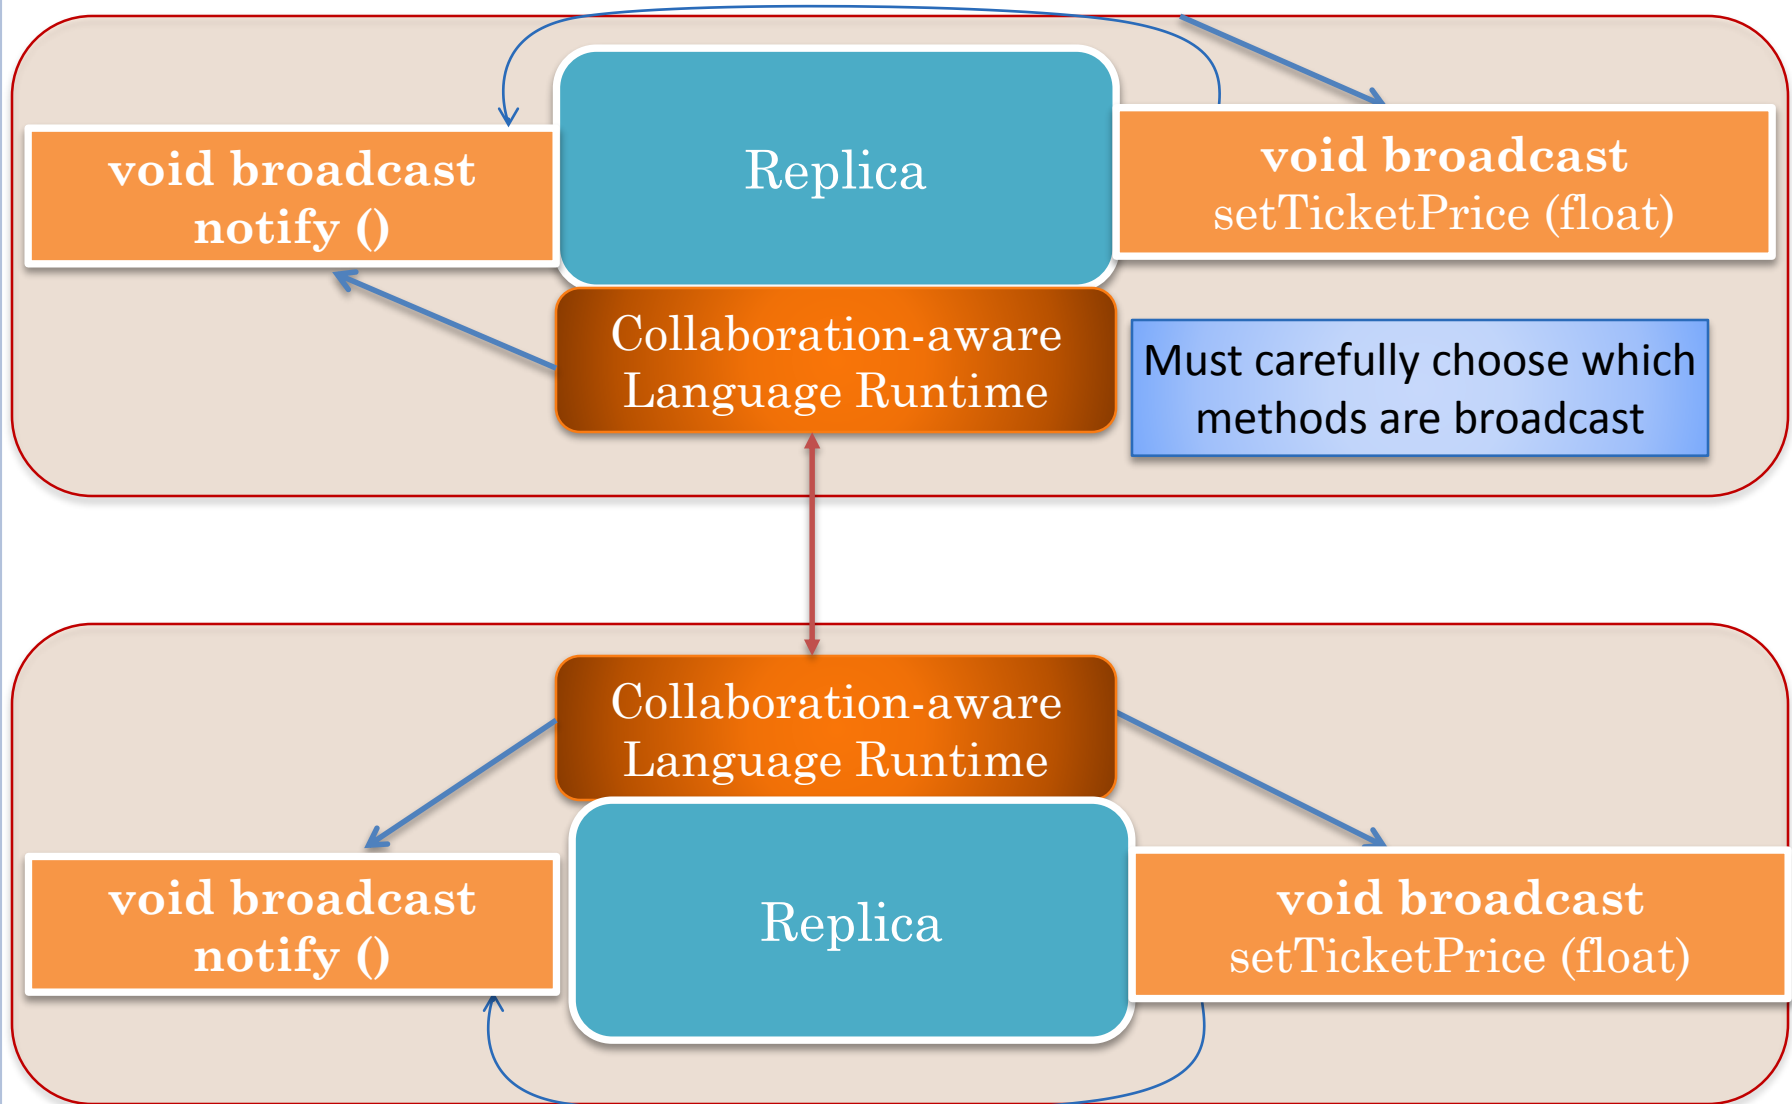 void broadcast
notify ()
Replica
void broadcast
setTicketPrice (float)
Collaboration-aware
Language Runtime
Must carefully choose which
methods are broadcast
Collaboration-aware
Language Runtime
void broadcast
notify ()
Replica
void broadcast
setTicketPrice (float)